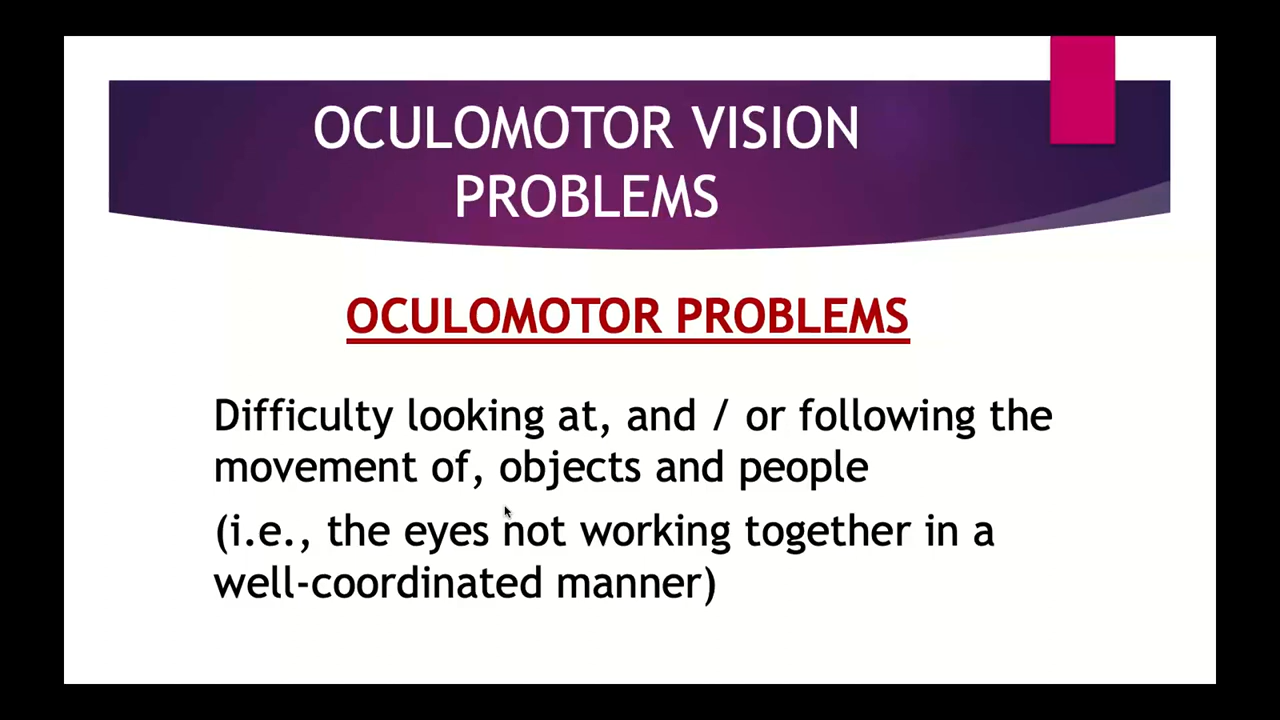 OCULOMOTOR VISION
PROBLEMS
OCULOMOTOR PROBLEMS
Difficulty looking at, and / or following the
movement of, objects and people
(i.e., the eyes not working together in a
well-coordinated manner)